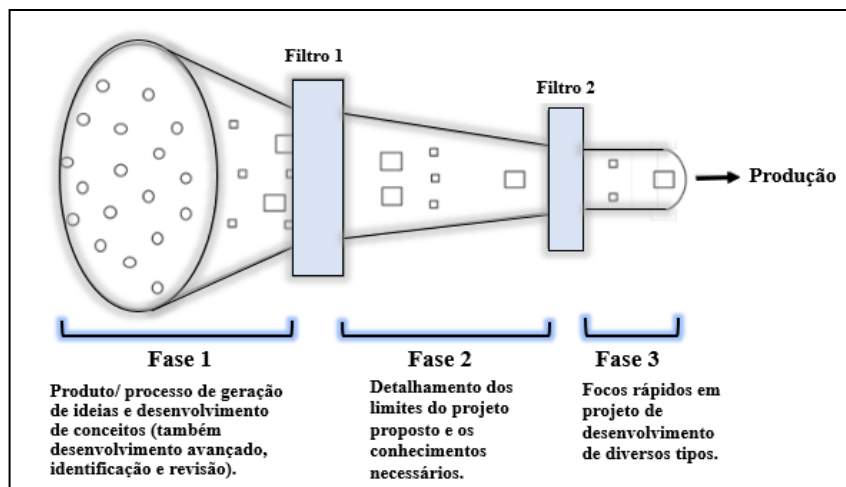 Filtro 1
Filtro 2
Produção
Fase 1
Produto/ processo de geração
de ideias e desenvolvimento
de conceitos (também
desenvolvimento avançado,
identificação e revisão).
Fase 2
Detalhamento dos
limites do projeto
proposto e os
conhecimentos
necessários.
Fase 3
Focos rápidos em
projeto de
desenvolvimento
de diversos tipos.